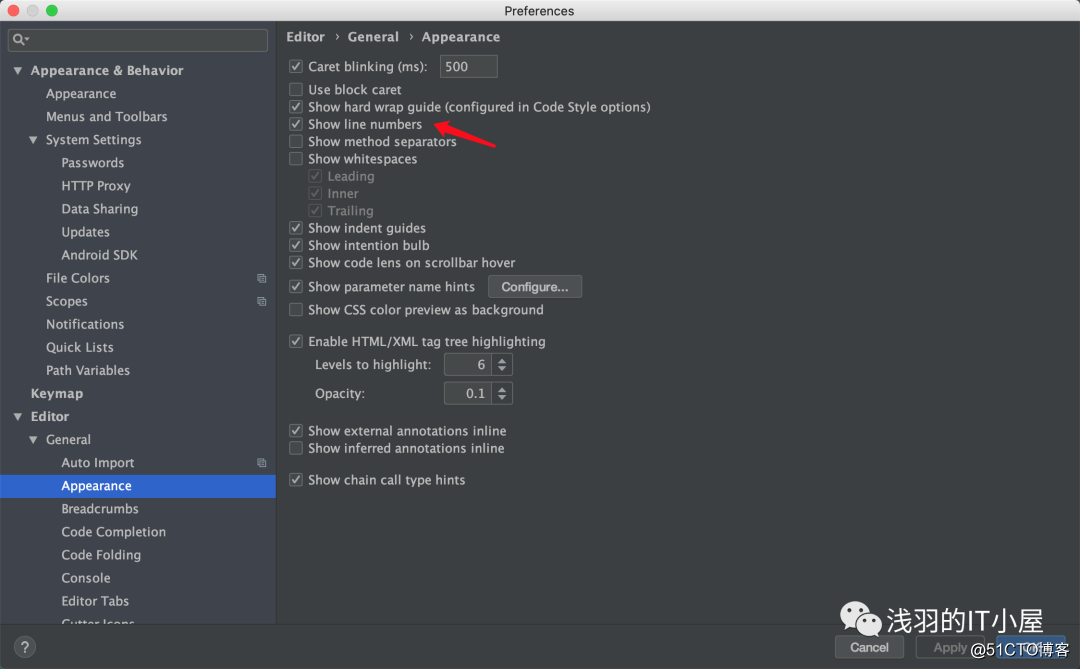 Preferences
Appearance & Behavior
Appearance
Menus and Toolbars
System Settings
Passwords
HTTP Proxy
Data Sharing
Updates
Android SDK
File Colors
Scopes
Notifications
Quick Lists
Path Variables
Keymap
Editor
General
Auto Import
Appearance
Breadcrumbs
Code Completion
Code Folding
Console
Editor Tabs
Gutter Icons
Editor › General › Appearance
Caret blinking (ms): 500
Use block caret
Show hard wrap guide (configured in Code Style options)
Show line numbers
Show method separators
Show whitespaces
Leading
Inner
Trailing
Show indent guides
Show intention bulb
Show code lens on scrollbar hover
Show parameter name hints Configure...
Show CSS color preview as background
Enable HTML/XML tag tree highlighting
Levels to highlight: 6
Opacity: 0.1
Show external annotations inline
Show inferred annotations inline
Show chain call type hints
浅羽的IT小屋
? Cancel Apply
@51CTO博客